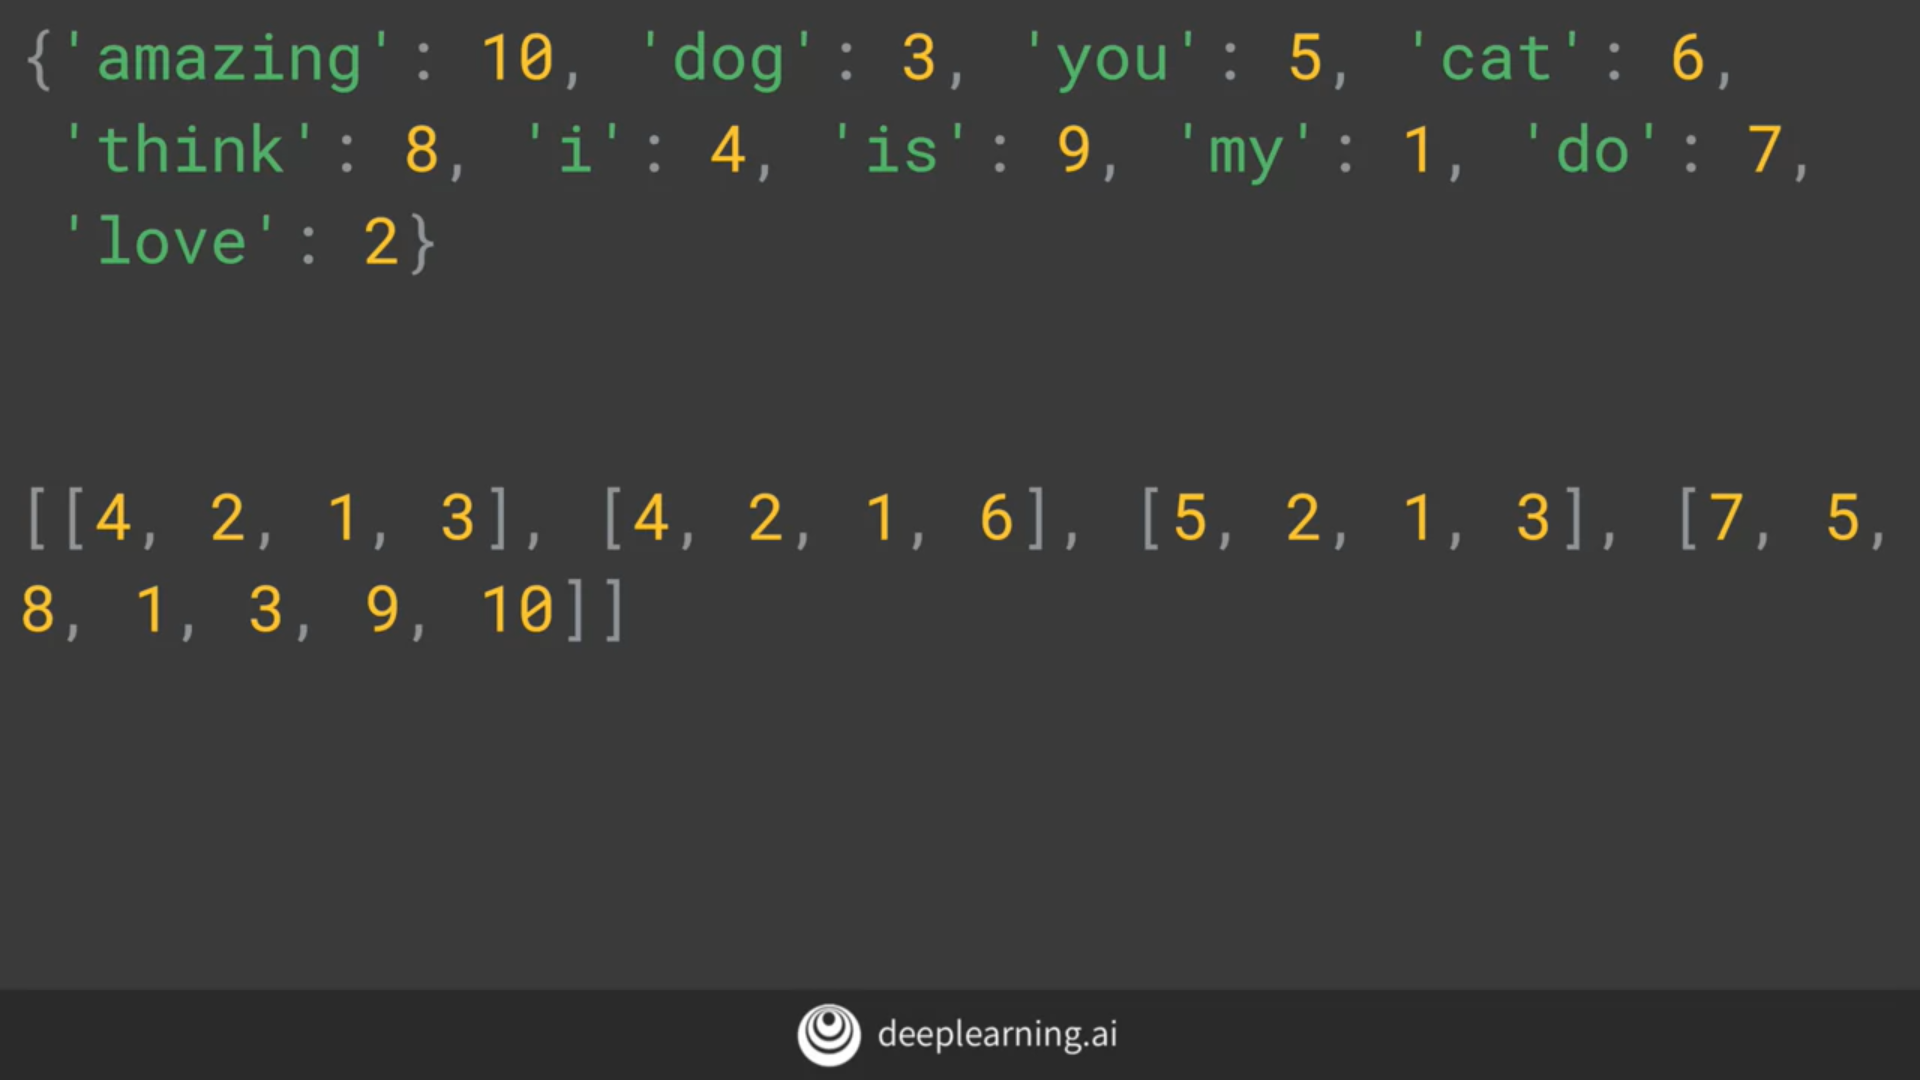 {'amazing': 10, 'dog': 3, 'you': 5, 'cat': 6,
'think': 8, 'i': 4, 'is': 9, 'my': 1, 'do': 7,
'love': 2}
[[4, 2, 1, 3], [4, 2, 1, 6], [5, 2, 1, 3], [7, 5,
8, 1, 3, 9, 10]]
deeplearning.ai